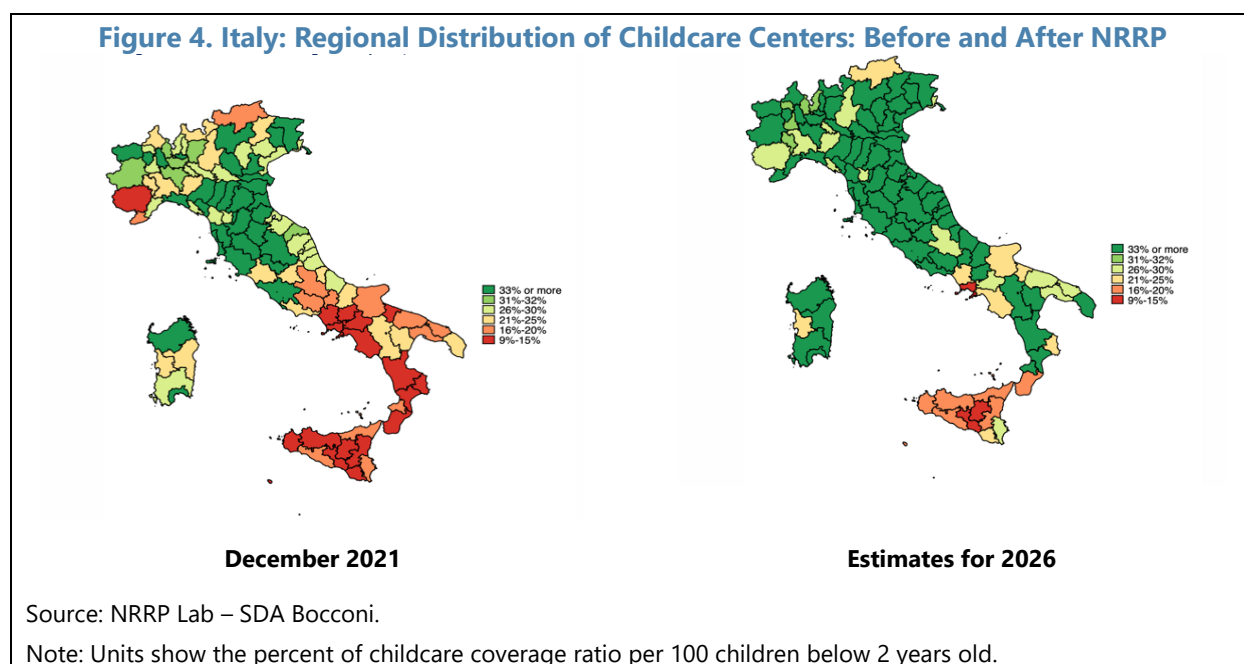 Figure 4. Italy: Regional Distribution of Childcare Centers: Before and After NRRP
33% or more
31%-32%
26%-30%
21%-25%
16%-20%
9%-15%
33% or more
31%-32%
26%-30%
21%-25%
16%-20%
9%-15%
December 2021
Estimates for 2026
Source: NRRP Lab – SDA Bocconi.
Note: Units show the percent of childcare coverage ratio per 100 children below 2 years old.